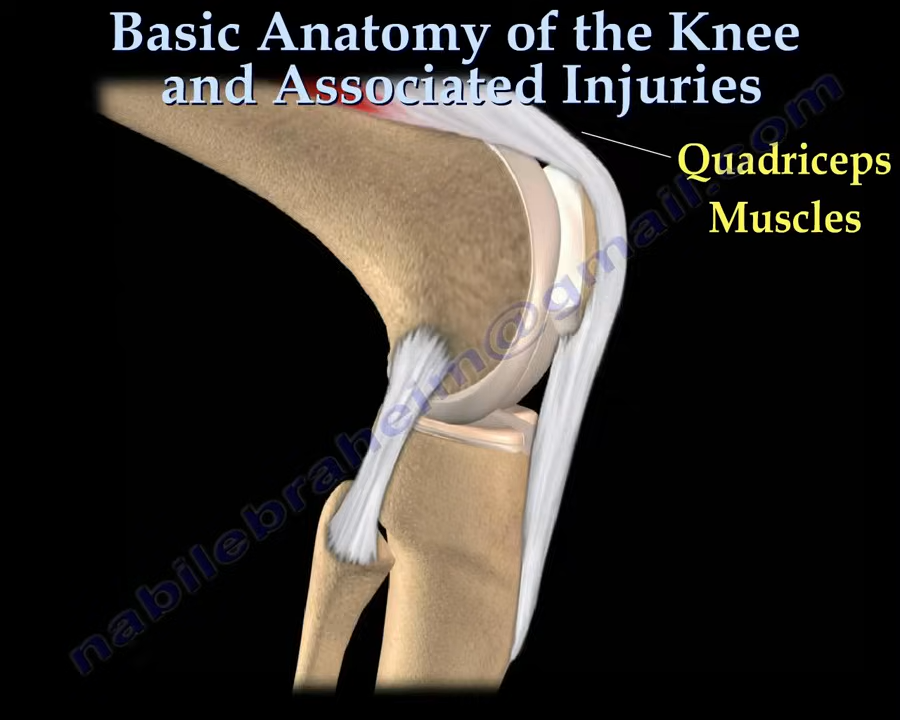 Basic Anatomy of the Knee
and Associated Injuries
Quadriceps
Muscles
nabilebraheim@gmail.com